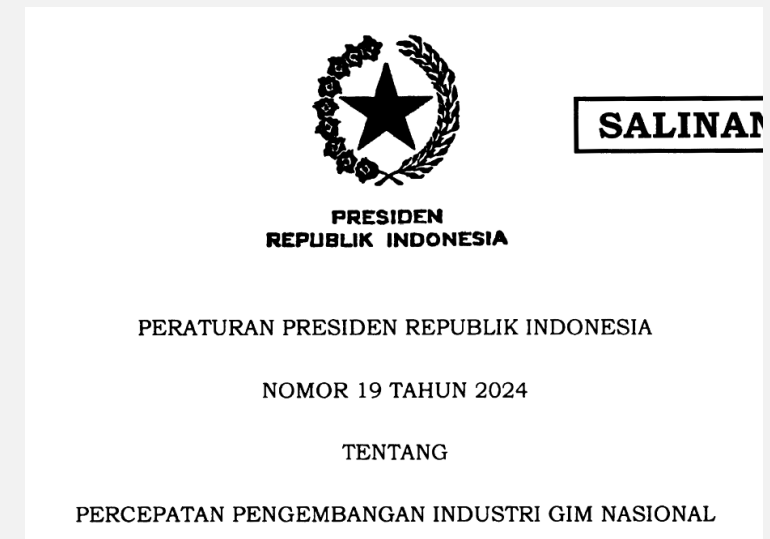 SALINAN
PRESIDEN
REPUBLIK INDONESIA
PERATURAN PRESIDEN REPUBLIK INDONESIA
NOMOR 19 TAHUN 2024
TENTANG
PERCEPATAN PENGEMBANGAN INDUSTRI GIM NASIONAL